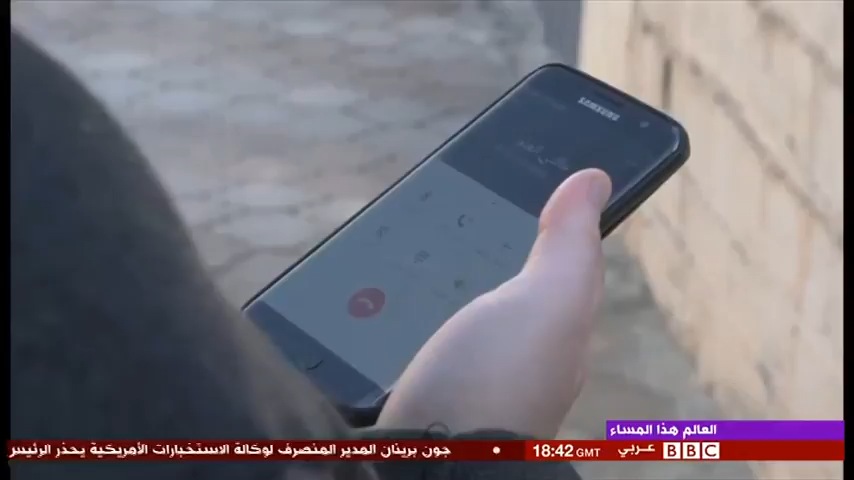 SAMSUNG
العالم هذا المساء
جون برينان المدير المنصرف لوكالة الاستخبارات الأمريكية يحذر الرئيس • 18:42 GMT عربي BBC